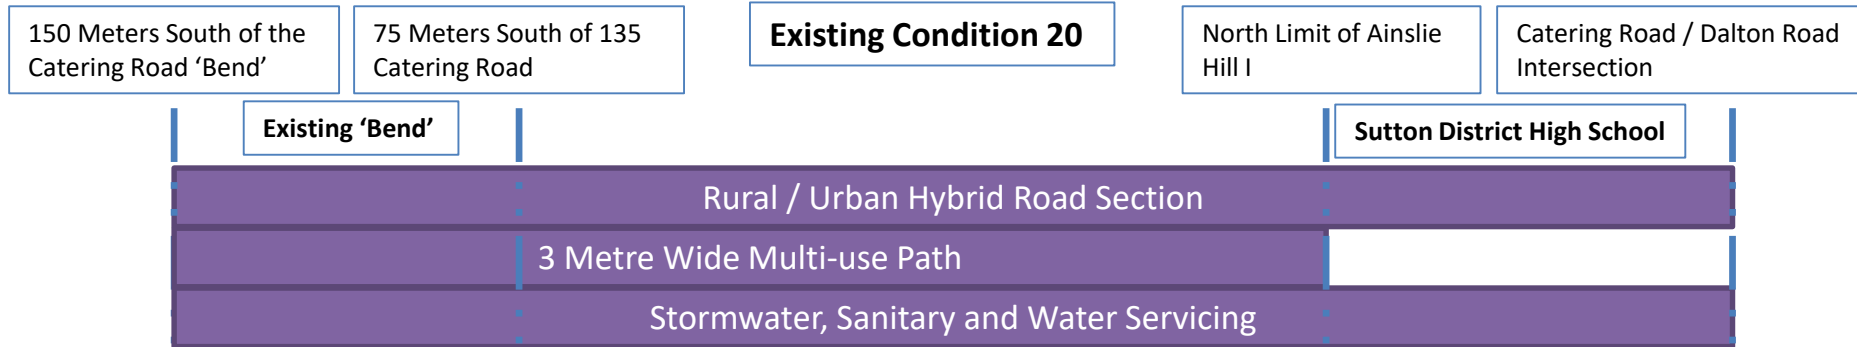 150 Meters South of the
Catering Road ‘Bend’
75 Meters South of 135
Catering Road
Existing Condition 20
North Limit of Ainslie
Hill I
Catering Road / Dalton Road
Intersection
Existing ‘Bend’
Sutton District High School
Rural / Urban Hybrid Road Section
3 Metre Wide Multi-use Path
Stormwater, Sanitary and Water Servicing